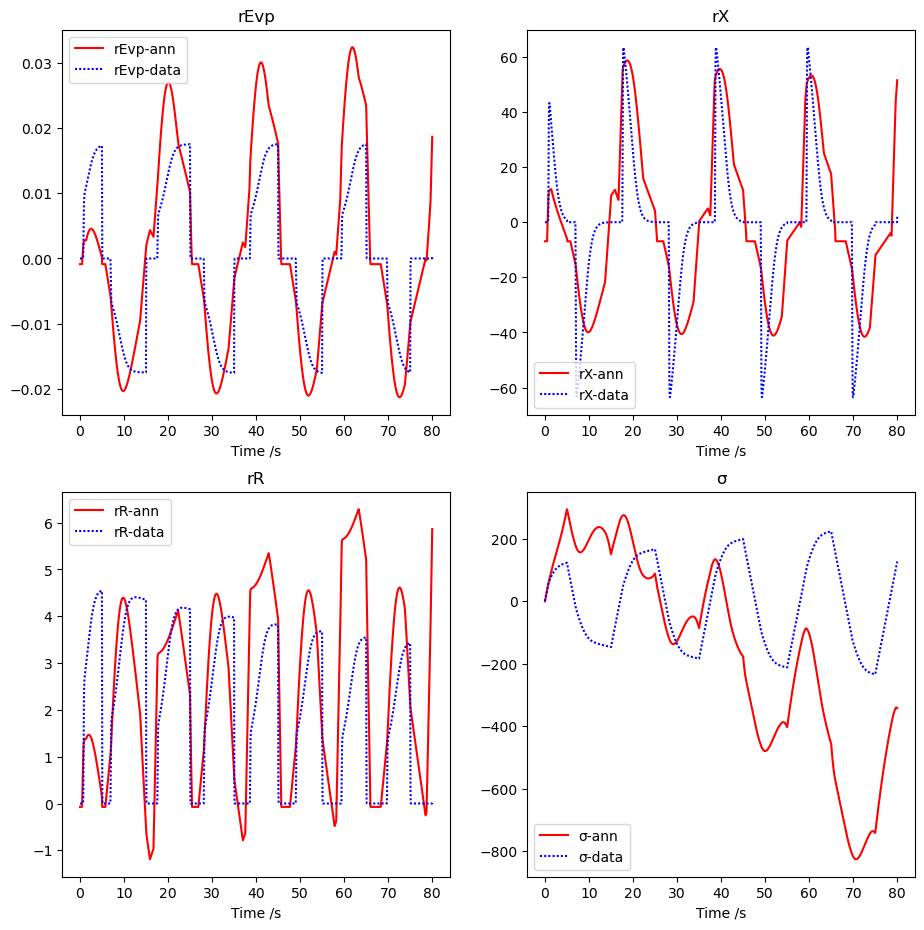 rEvp
rEvp-ann
rEvp-data
0.03
0.02
0.01
0.00
−0.01
−0.02
0 10 20 30 40 50 60 70 80
Time /s
rX
60
40
20
0
−20
−40
−60
rX-ann
rX-data
0 10 20 30 40 50 60 70 80
Time /s
rR
rR-ann
rR-data
6
5
4
3
2
1
0
−1
0 10 20 30 40 50 60 70 80
Time /s
σ
200
0
−200
−400
−600
−800
σ-ann
σ-data
0 10 20 30 40 50 60 70 80
Time /s